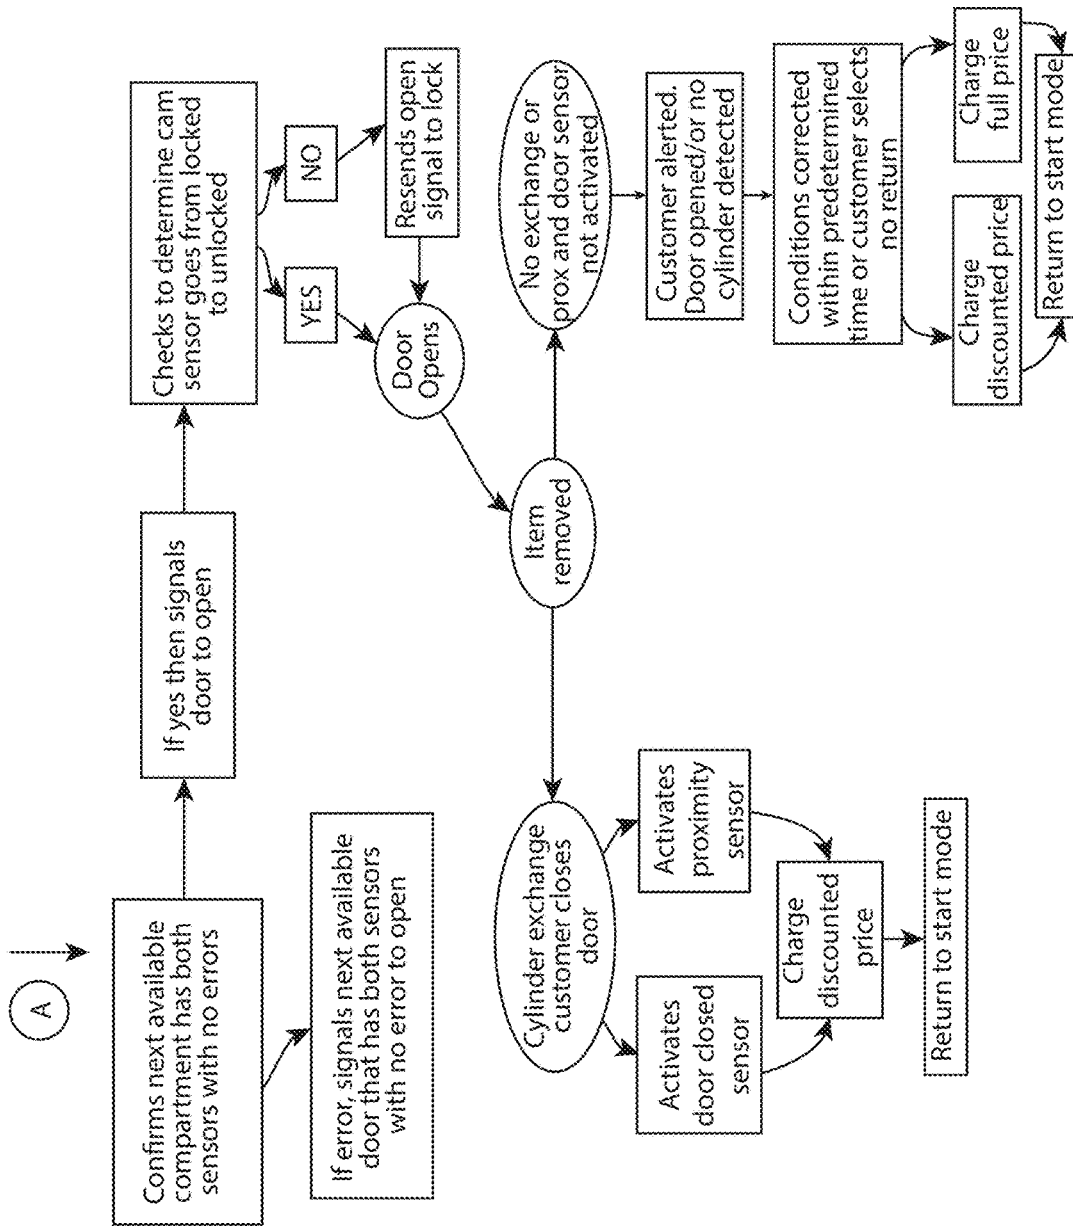 A
Confirms next available
compartment has both
sensors with no errors
If error, signals next available
door that has both sensors
with no error to open
If yes then signals
door to open
Checks to determine cam
sensor goes from locked
to unlocked
YES
NO
Resends open
signal to lock
Door
Opens
Item
removed
Cylinder exchange
customer closes
door
Activates
door closed
sensor
Activates
proximity
sensor
Charge
discounted
price
Return to start mode
No exchange or
prox and door sensor
not activated
Customer alerted.
Door opened/or no
cylinder detected
Conditions corrected
within predetermined
time or customer selects
no return
Charge
discounted price
Charge
full price
Return to start mode